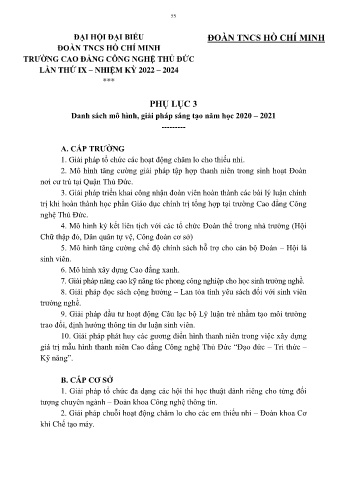 55
ĐẠI HỘI ĐẠI BIỂU
ĐOÀN TNCS HỒ CHÍ MINH
TRƯỜNG CAO ĐẲNG CÔNG NGHỆ THỦ ĐỨC
LẦN THỨ IX – NHIỆM KỲ 2022 – 2024
***
ĐOÀN TNCS HỒ CHÍ MINH
PHỤ LỤC 3
Danh sách mô hình, giải pháp sáng tạo năm học 2020 – 2021
---------
A. CẤP TRƯỜNG
1. Giải pháp tổ chức các hoạt động chăm lo cho thiếu nhi.
2. Mô hình tăng cường giải pháp tập hợp thanh niên trong sinh hoạt Đoàn
nơi cư trú tại Quận Thủ Đức.
3. Giải pháp triển khai công nhận đoàn viên hoàn thành các bài lý luận chính
trị khi hoàn thành học phần Giáo dục chính trị tổng hợp tại trường Cao đẳng Công
nghệ Thủ Đức.
4. Mô hình ký kết liên tịch với các tổ chức Đoàn thể trong nhà trường (Hội
Chữ thập đỏ, Dân quân tự vệ, Công đoàn cơ sở)
5. Mô hình tăng cường chế độ chính sách hỗ trợ cho cán bộ Đoàn – Hội là
sinh viên.
6. Mô hình xây dựng Cao đẳng xanh.
7. Giải pháp nâng cao kỹ năng tác phong công nghiệp cho học sinh trường nghề.
8. Giải pháp đọc sách cộng hưởng – Lan tỏa tình yêu sách đối với sinh viên
trường nghề.
9. Giải pháp đầu tư hoạt động Câu lạc bộ Lý luận trẻ nhằm tạo môi trường
trao đổi, định hướng thông tin dư luận sinh viên.
10. Giải pháp phát huy các gương điển hình thanh niên trong việc xây dựng
giá trị mẫu hình thanh niên Cao đẳng Công nghệ Thủ Đức “Đạo đức – Tri thức –
Kỹ năng”.
B. CẤP CƠ SỞ
1. Giải pháp tổ chức đa dạng các hội thi học thuật dành riêng cho từng đối
tượng chuyên ngành – Đoàn khoa Công nghệ thông tin.
2. Giải pháp chuỗi hoạt động chăm lo cho các em thiếu nhi – Đoàn khoa Cơ
khí Chế tạo máy.